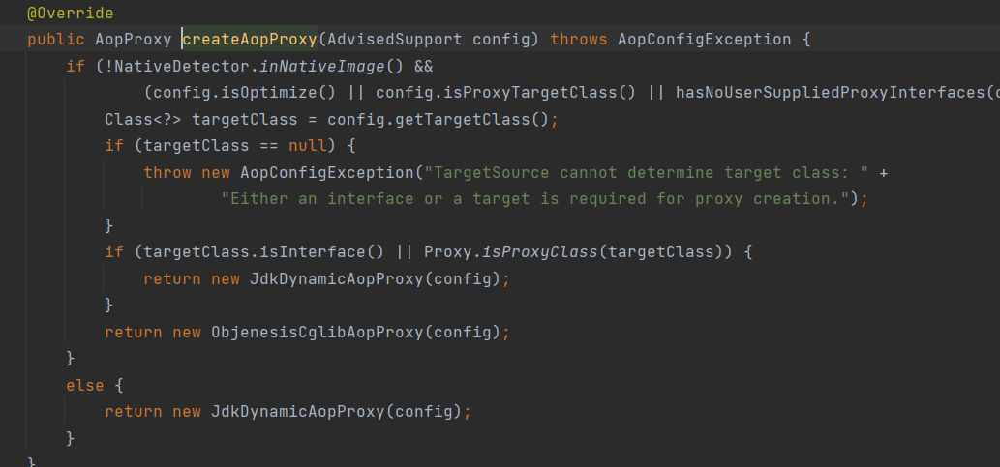 @Override
public AopProxy createAopProxy(AdvisedSupport config) throws AopConfigException {
if (!NativeDetector.inNativeImage() &&
(config.isOptimize() || config.isProxyTargetClass() || hasNoUserSuppliedProxyInterfaces(
Class<?> targetClass = config.getTargetClass();
if (targetClass == null) {
throw new AopConfigException("TargetSource cannot determine target class: " +
"Either an interface or a target is required for proxy creation.");
}
if (targetClass.isInterface() || Proxy.isProxyClass(targetClass)) {
return new JdkDynamicAopProxy(config);
}
return new ObjenesisCglibAopProxy(config);
}
else {
return new JdkDynamicAopProxy(config);
}
}